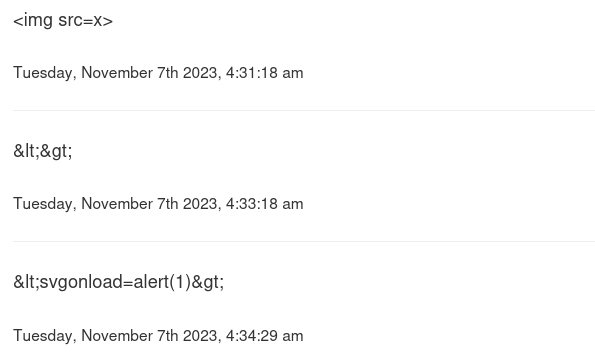 <img src=x>
Tuesday, November 7th 2023, 4:31:18 am
&lt;&gt;
Tuesday, November 7th 2023, 4:33:18 am
&lt;svgonload=alert(1)&gt;
Tuesday, November 7th 2023, 4:34:29 am